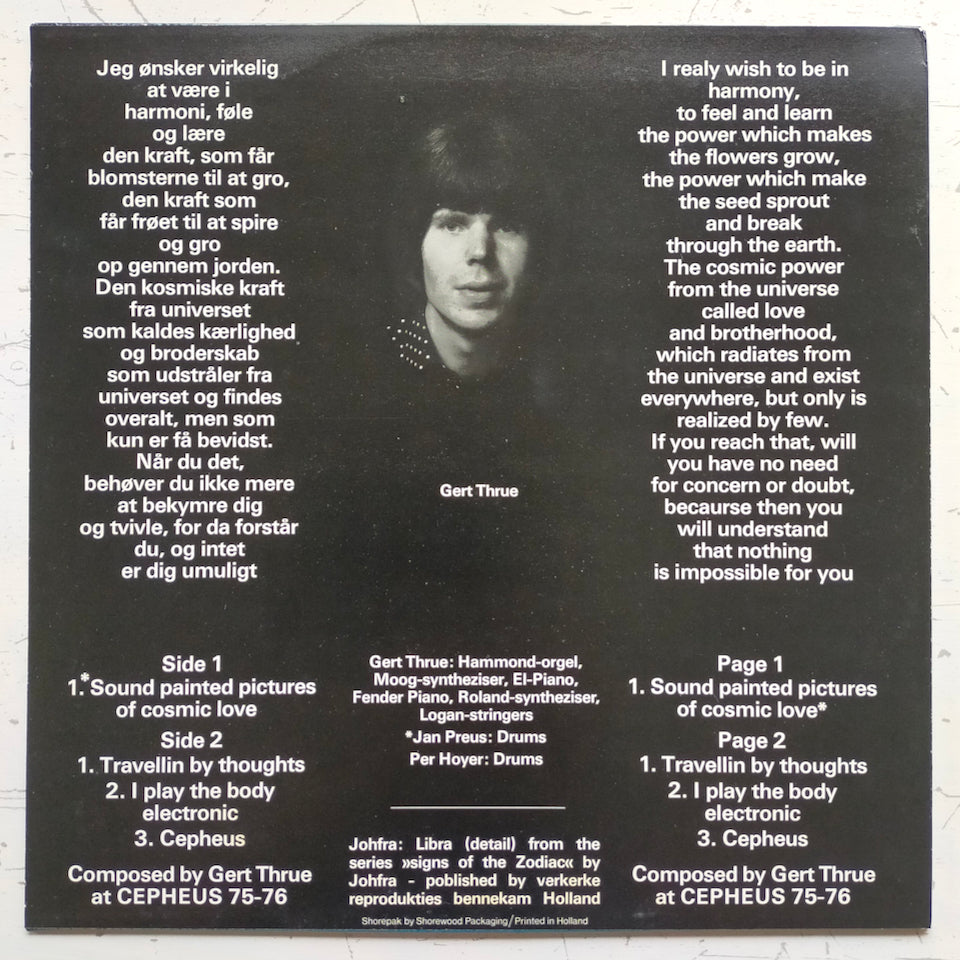 Jeg ønsker virkelig
at være i
harmoni, føle
og lære
den kraft, som får
blomsterne til at gro,
den kraft som
får frøet til at spire
og gro
op gennem jorden.
Den kosmiske kraft
fra universet
som kaldes kærlighed
og broderskab
som udstråler fra
universet og findes
overalt, men som
kun er få bevidst.
Når du det,
behøver du ikke mere
at bekymre dig
og tvivle, for da forstår
du, og intet
er dig umuligt
Gert Thrue
I realy wish to be in
harmony,
to feel and learn
the power which makes
the flowers grow,
the power which make
the seed sprout
and break
through the earth.
The cosmic power
from the universe
called love
and brotherhood,
which radiates from
the universe and exist
everywhere, but only is
realized by few.
If you reach that, will
you have no need
for concern or doubt,
becaurse then you
will understand
that nothing
is impossible for you
Side 1
1.* Sound painted pictures
of cosmic love
Side 2
1. Travellin by thoughts
2. I play the body
electronic
3. Cepheus
Composed by Gert Thrue
at CEPHEUS 75-76
Gert Thrue: Hammond-orgel,
Moog-syntheziser, El-Piano,
Fender Piano, Roland-syntheziser,
Logan-stringers
*Jan Preus: Drums
Per Hoyer: Drums
Johfra: Libra (detail) from the
series »signs of the Zodiac« by
Johfra - poblished by verkerke
reprodukties bennekam Holland
Shorepak by Shorewood Packaging/Printed in Holland
Page 1
1. Sound painted pictures
of cosmic love*
Page 2
1. Travellin by thoughts
2. I play the body
electronic
3. Cepheus
Composed by Gert Thrue
at CEPHEUS 75-76